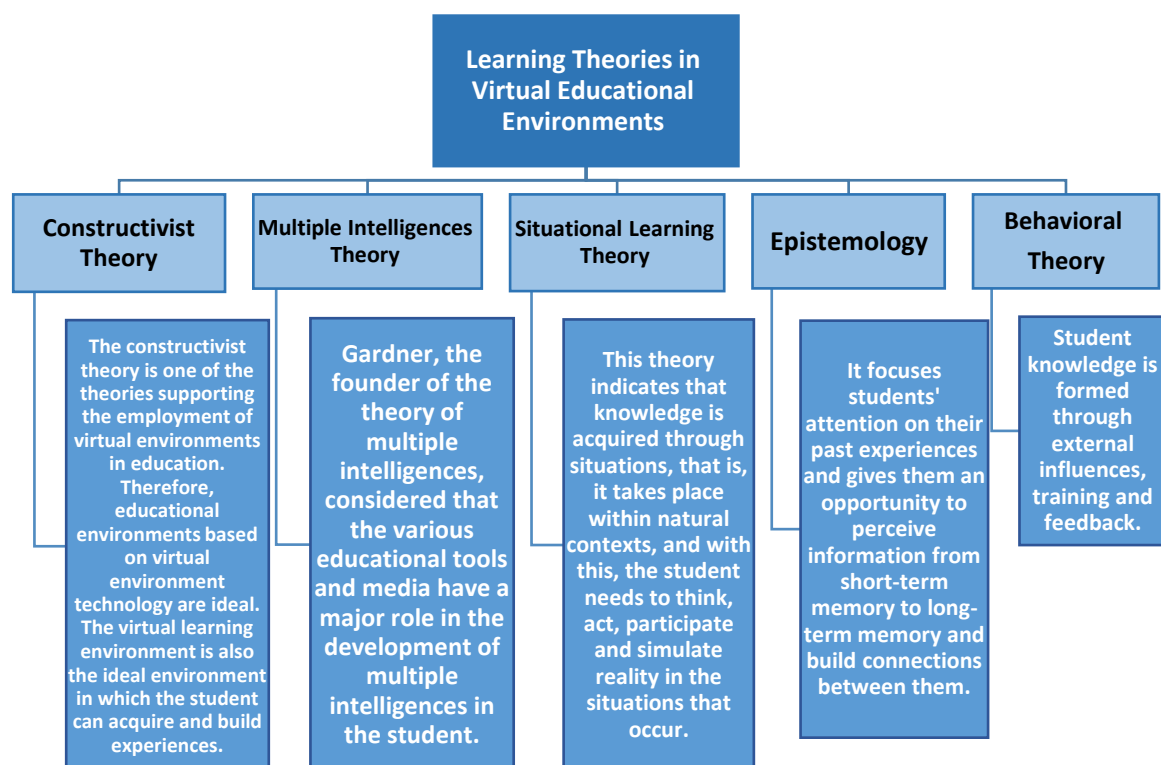 Learning Theories in
Virtual Educational
Environments
Constructivist
Theory
Multiple Intelligences
Theory
Situational Learning
Theory
Epistemology
Behavioral
Theory
The constructivist
theory is one of the
theories supporting
the employment of
virtual environments
in education.
Therefore,
educational
environments based
on virtual
environment
technology are ideal.
The virtual learning
environment is also
the ideal environment
in which the student
can acquire and build
experiences.
Gardner, the
founder of the
theory of
multiple
intelligences,
considered that
the various
educational tools
and media have a
major role in the
development of
multiple
intelligences in
the student.
This theory
indicates that
knowledge is
acquired through
situations, that is,
it takes place
within natural
contexts, and with
this, the student
needs to think,
act, participate
and simulate
reality in the
situations that
occur.
It focuses
students'
attention on their
past experiences
and gives them an
opportunity to
perceive
information from
short-term
memory to long-
term memory and
build connections
between them.
Student
knowledge is
formed
through
external
influences,
training and
feedback.